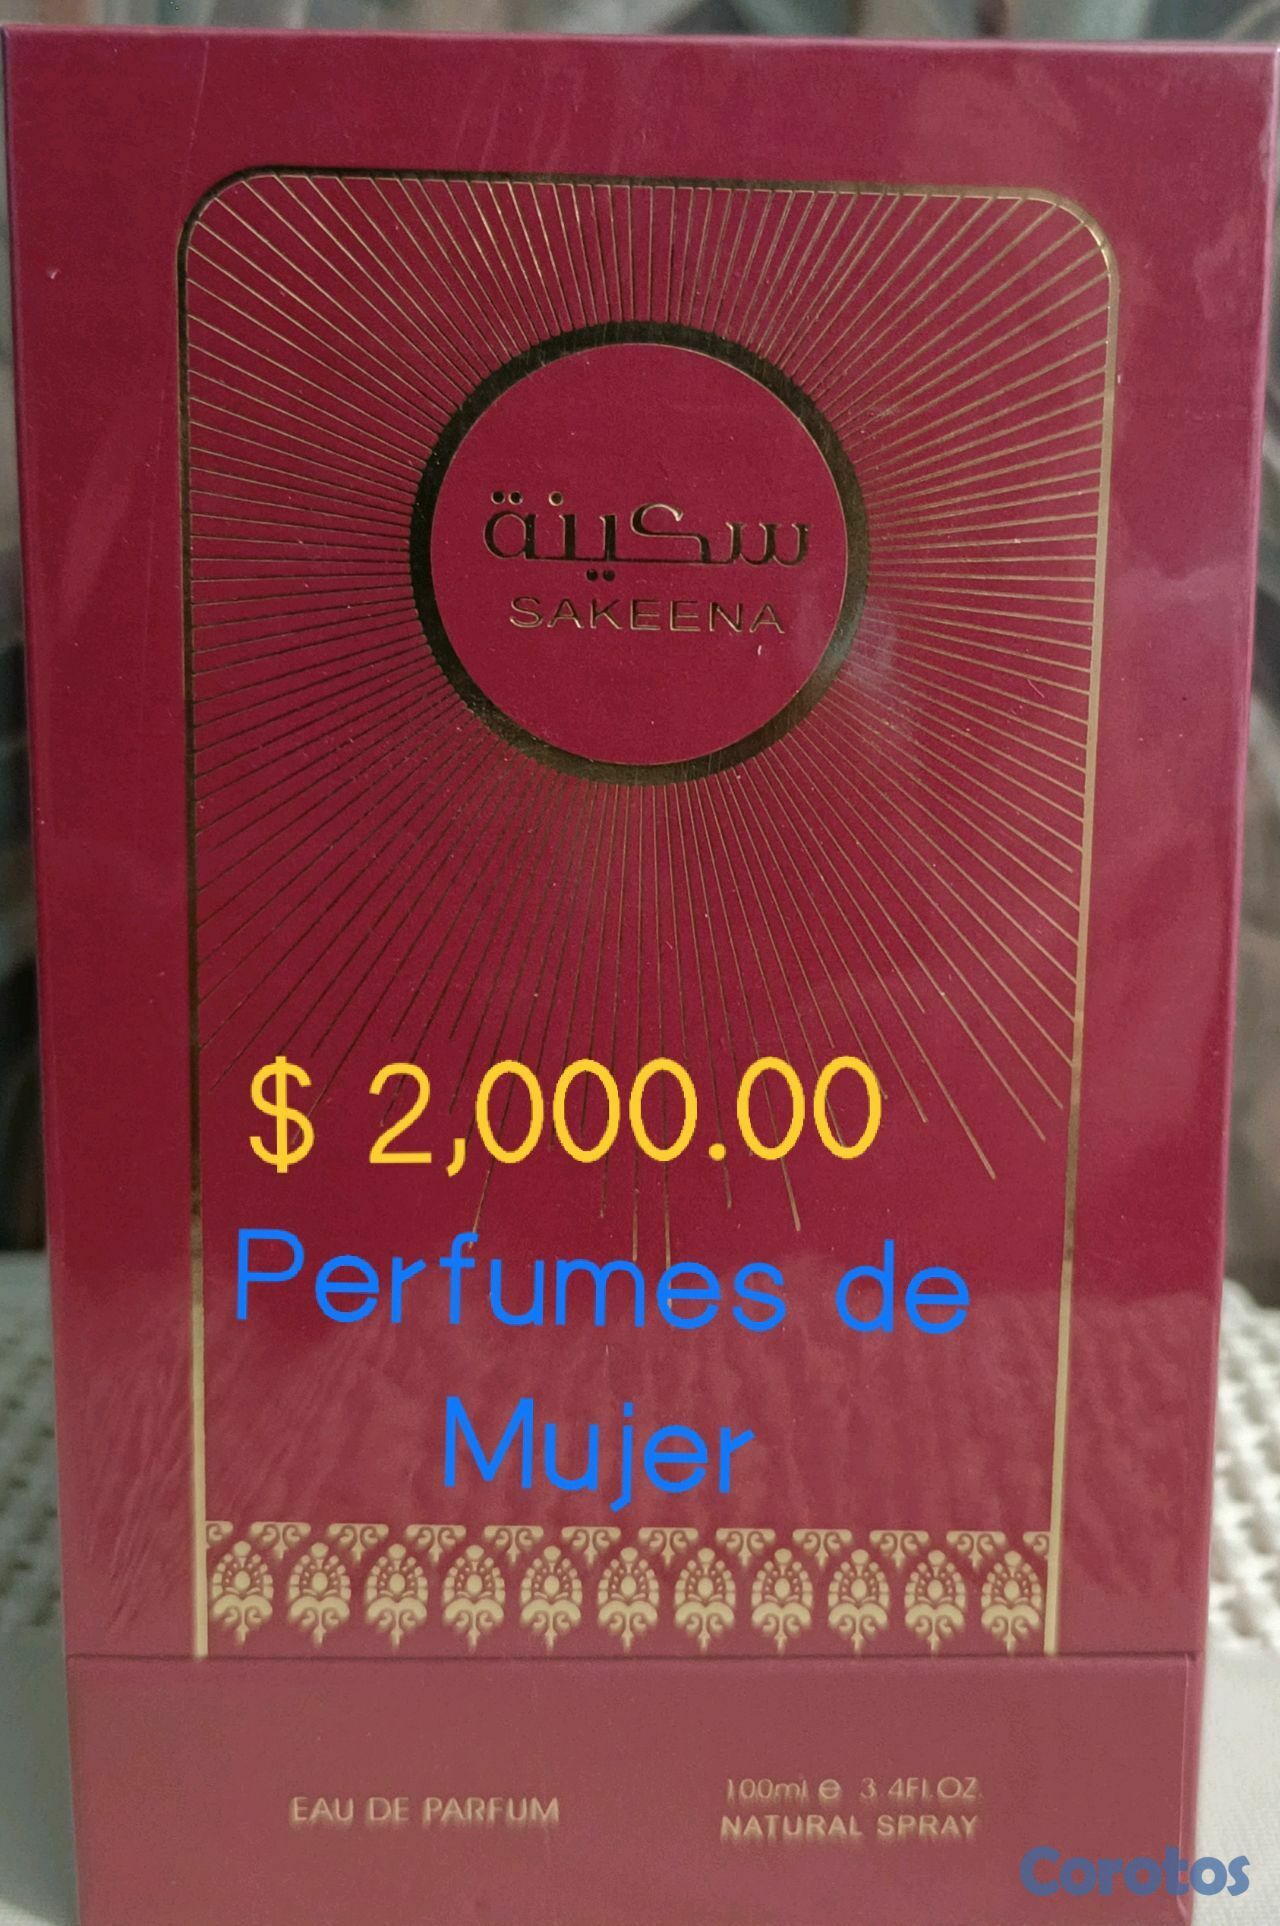 سكينة
SAKEENA
$ 2,000.00
Perfumes de
Mujer
EAU DE PARFUM
100ml e 3.4FL.OZ.
NATURAL SPRAY
Corotos